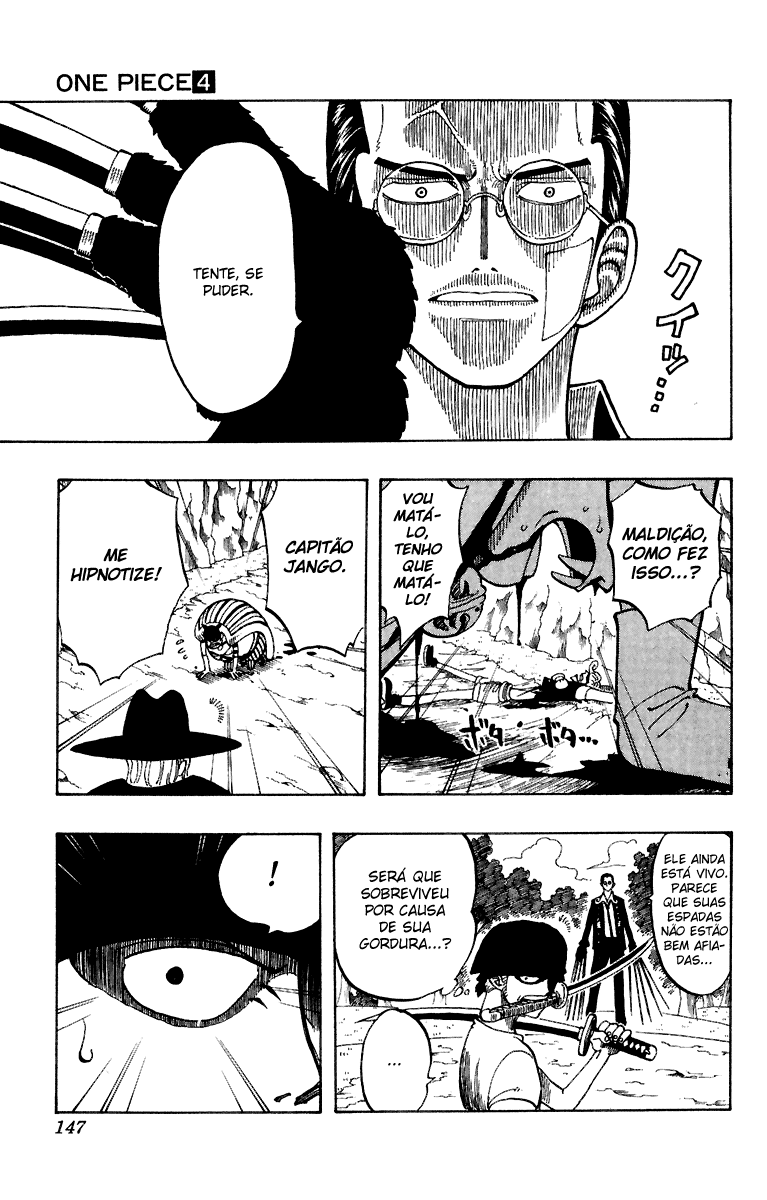 ONE PIECE 4
TENTE, SE
PUDER.
クイッ…
MALDIÇÃO,
COMO FEZ
ISSO...?
VOU
MATÁ-
LO,
TENHO
QUE
MATÁ-
LO!
ボタ…
ボタ…
CAPITÃO
JANGO.
ME
HIPNOTIZE!
ELE AINDA
ESTÁ VIVO.
PARECE
QUE SUAS
ESPADAS
NÃO ESTÃO
BEM AFIA-
DAS...
SERÁ QUE
SOBREVIVEU
POR CAUSA
DE SUA
GORDURA...?
...
!
147